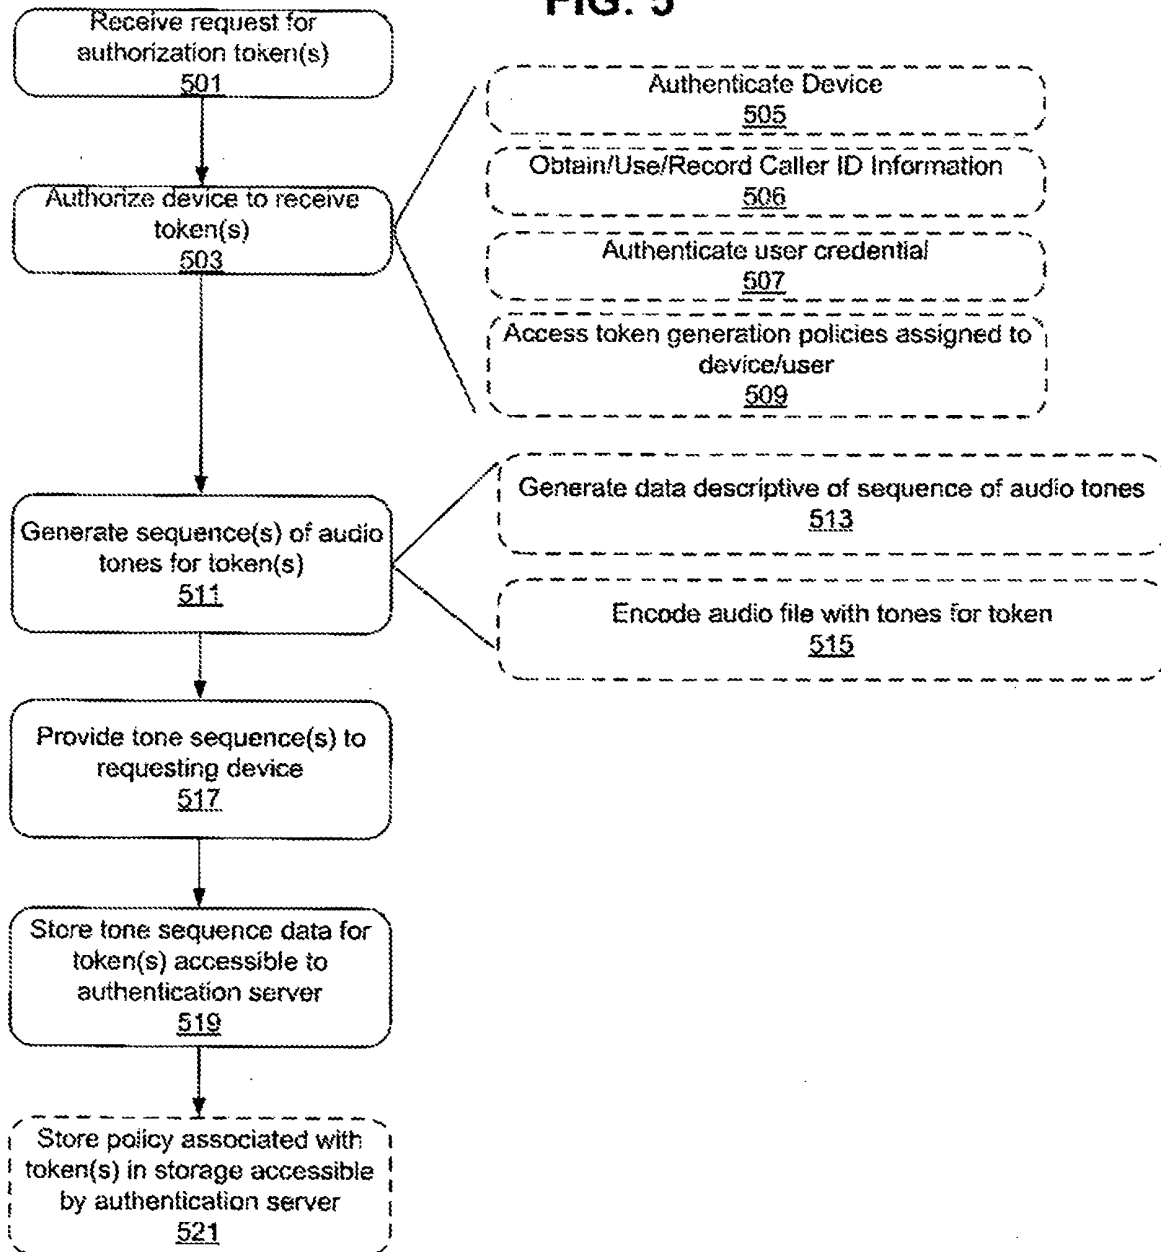 FIG. 5
Receive request for
authorization token(s)
501
Authenticate Device
505
Obtain/Use/Record Caller ID Information
506
Authorize device to receive
token(s)
503
Authenticate user credential
507
Access token generation policies assigned to
device/user
509
Generate data descriptive of sequence of audio tones
513
Generate sequence(s) of audio
tones for token(s)
511
Encode audio file with tones for token
515
Provide tone sequence(s) to
requesting device
517
Store tone sequence data for
token(s) accessible to
authentication server
519
Store policy associated with
token(s) in storage accessible
by authentication server
521